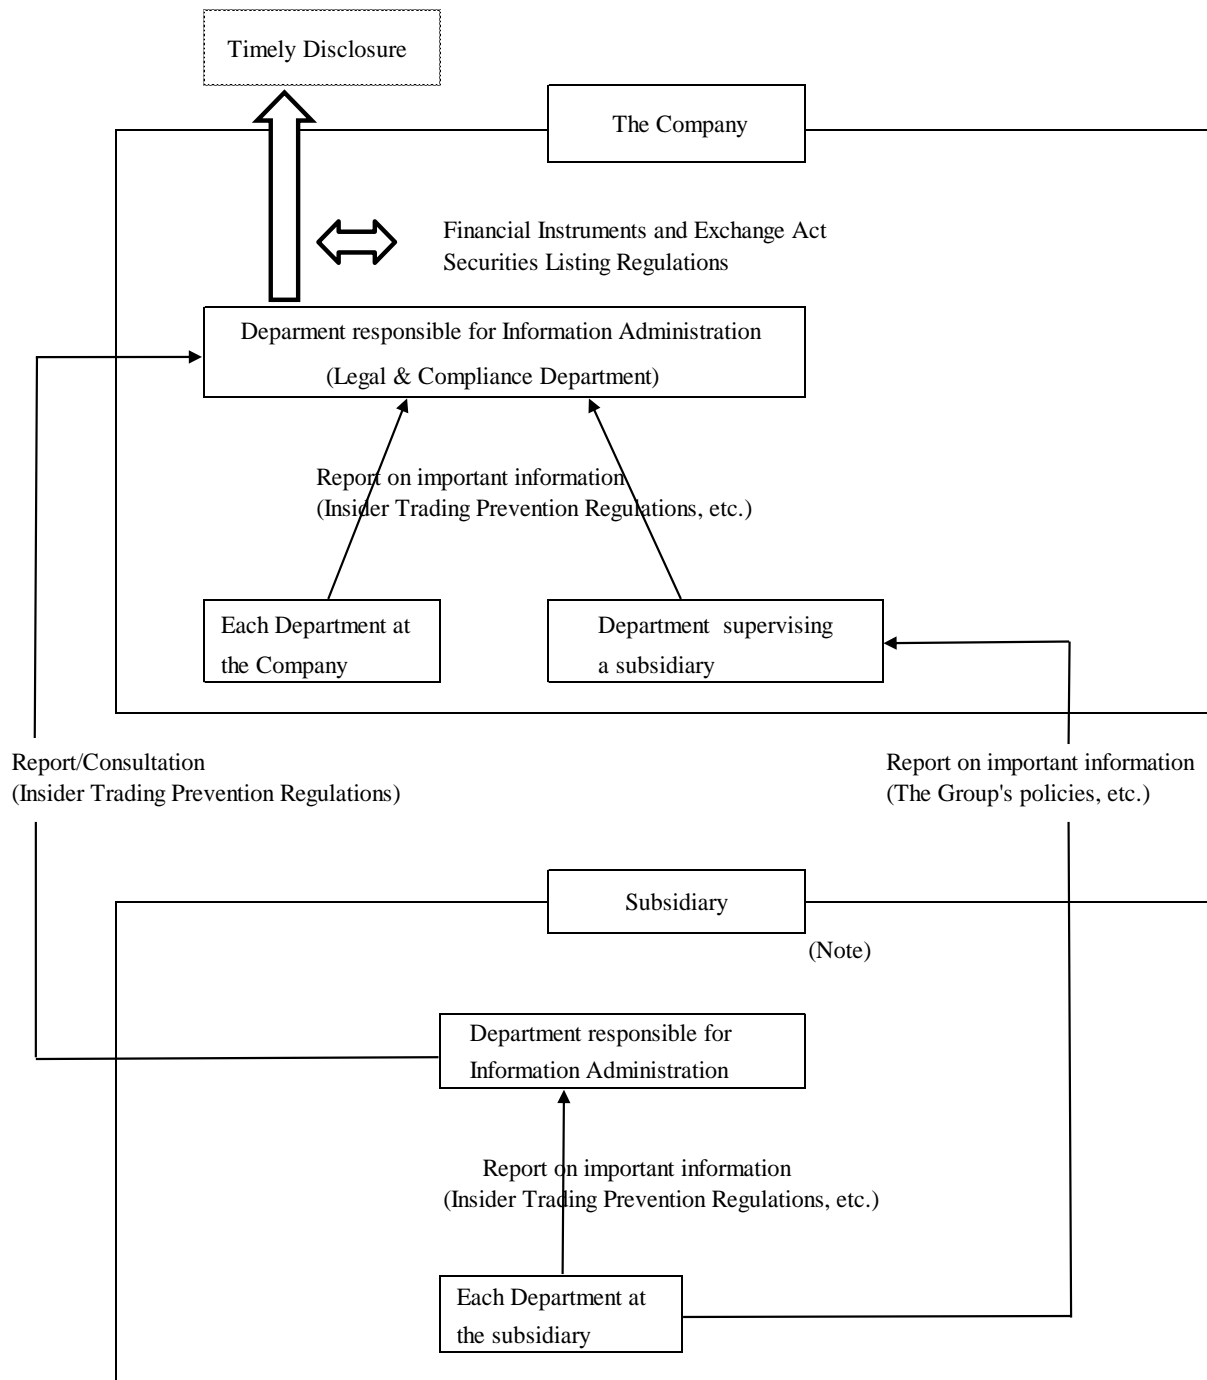 Timely Disclosure
The Company
Financial Instruments and Exchange Act
Securities Listing Regulations
Deparment responsible for Information Administration
(Legal & Compliance Department)
Report on important information
(Insider Trading Prevention Regulations, etc.)
Each Department at
the Company
Department supervising
a subsidiary
Report/Consultation
(Insider Trading Prevention Regulations)
Report on important information
(The Group's policies, etc.)
Subsidiary
(Note)
Department responsible for
Information Administration
Report on important information
(Insider Trading Prevention Regulations, etc.)
Each Department at
the subsidiary